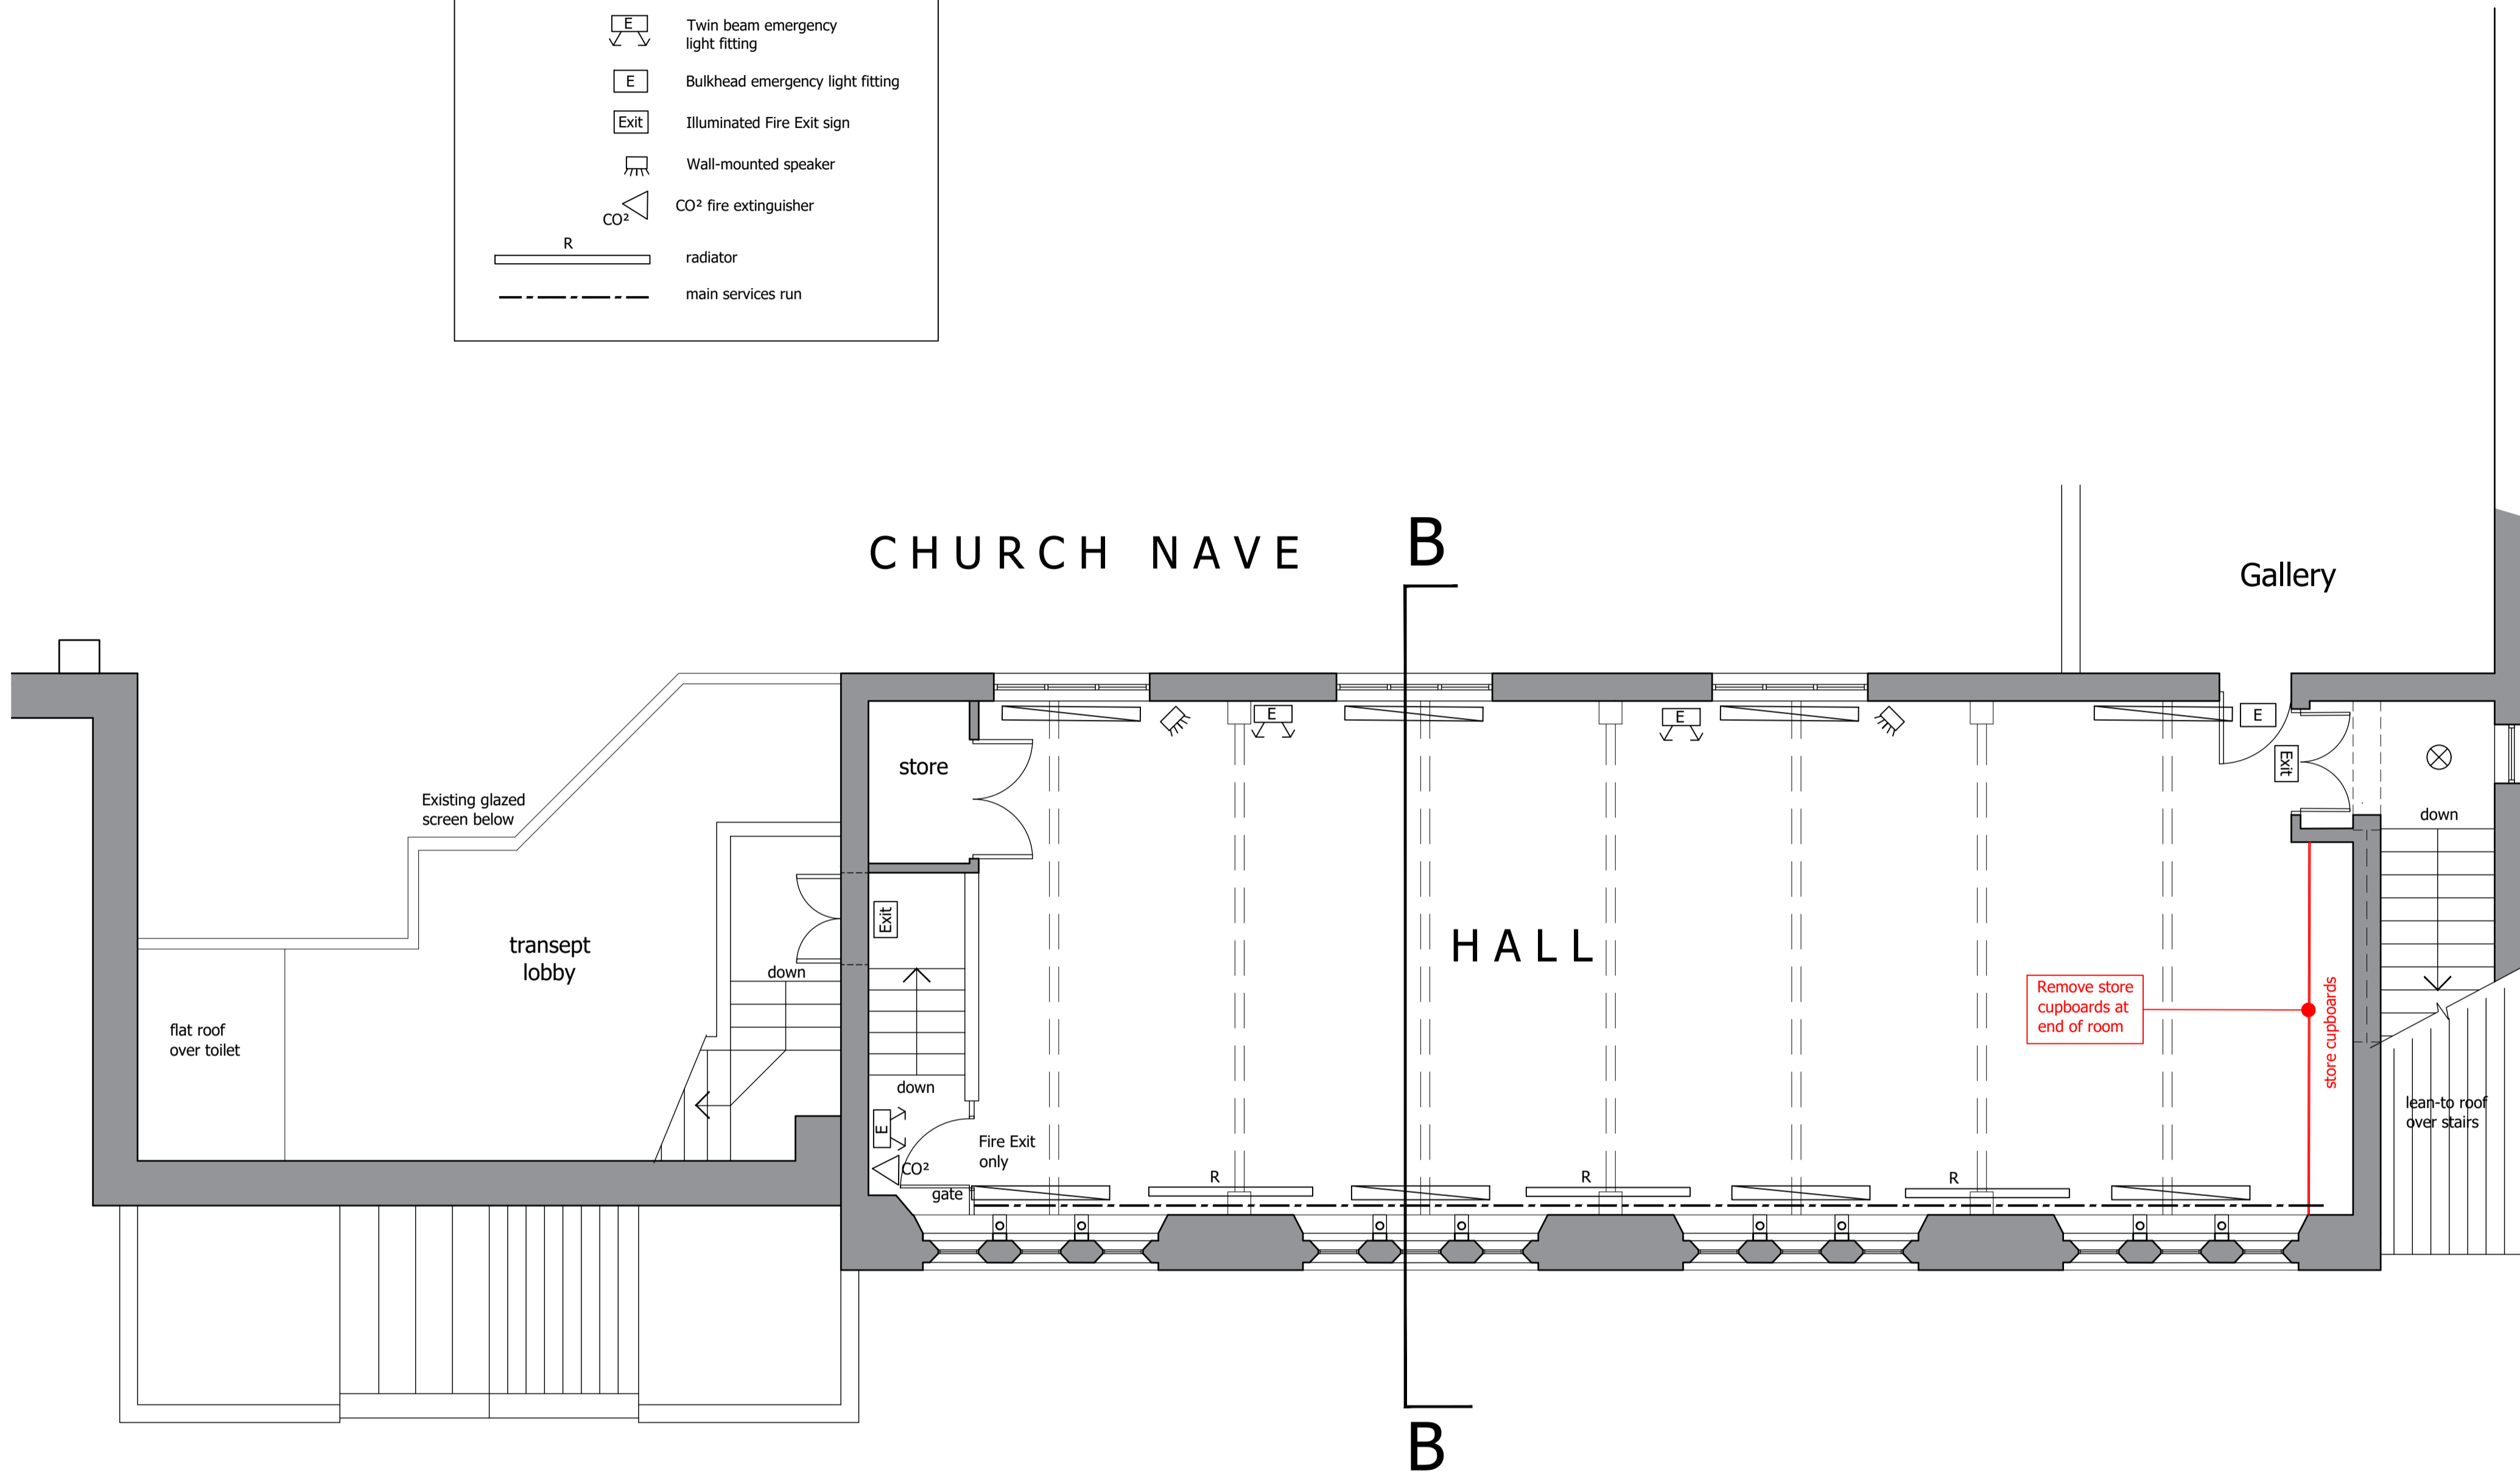 E
Twin beam emergency
light fitting
E
Bulkhead emergency light fitting
Exit
Illuminated Fire Exit sign
Wall-mounted speaker
CO²
CO² fire extinguisher
R
radiator
main services run
CHURCH NAVE
B
Gallery
E
E
E
store
Exit
Existing glazed
screen below
down
Exit
HALL
transept
lobby
down
Remove store
cupboards at
end of room
store cupboards
flat roof
over toilet
down
lean-to roof
over stairs
E
Fire Exit
only
CO²
gate
R
R
R
B